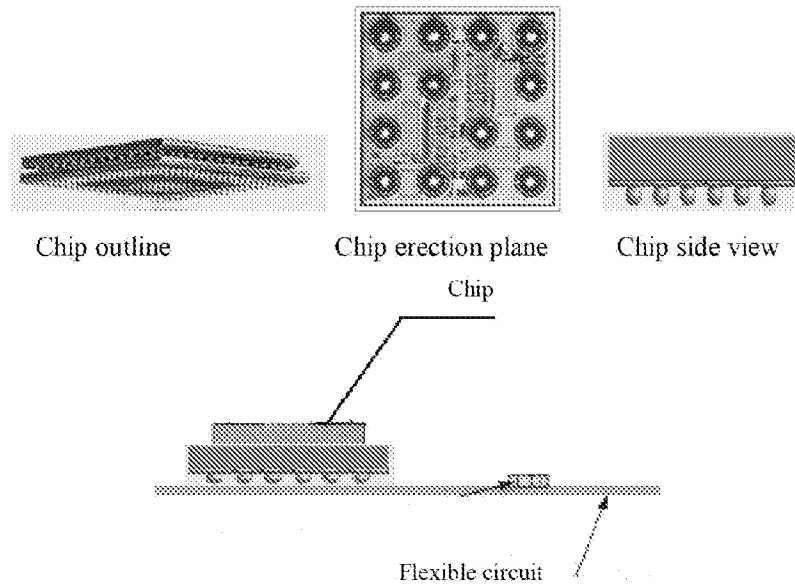 Chip outline
Chip erection plane
Chip side view
Chip
Flexible circuit